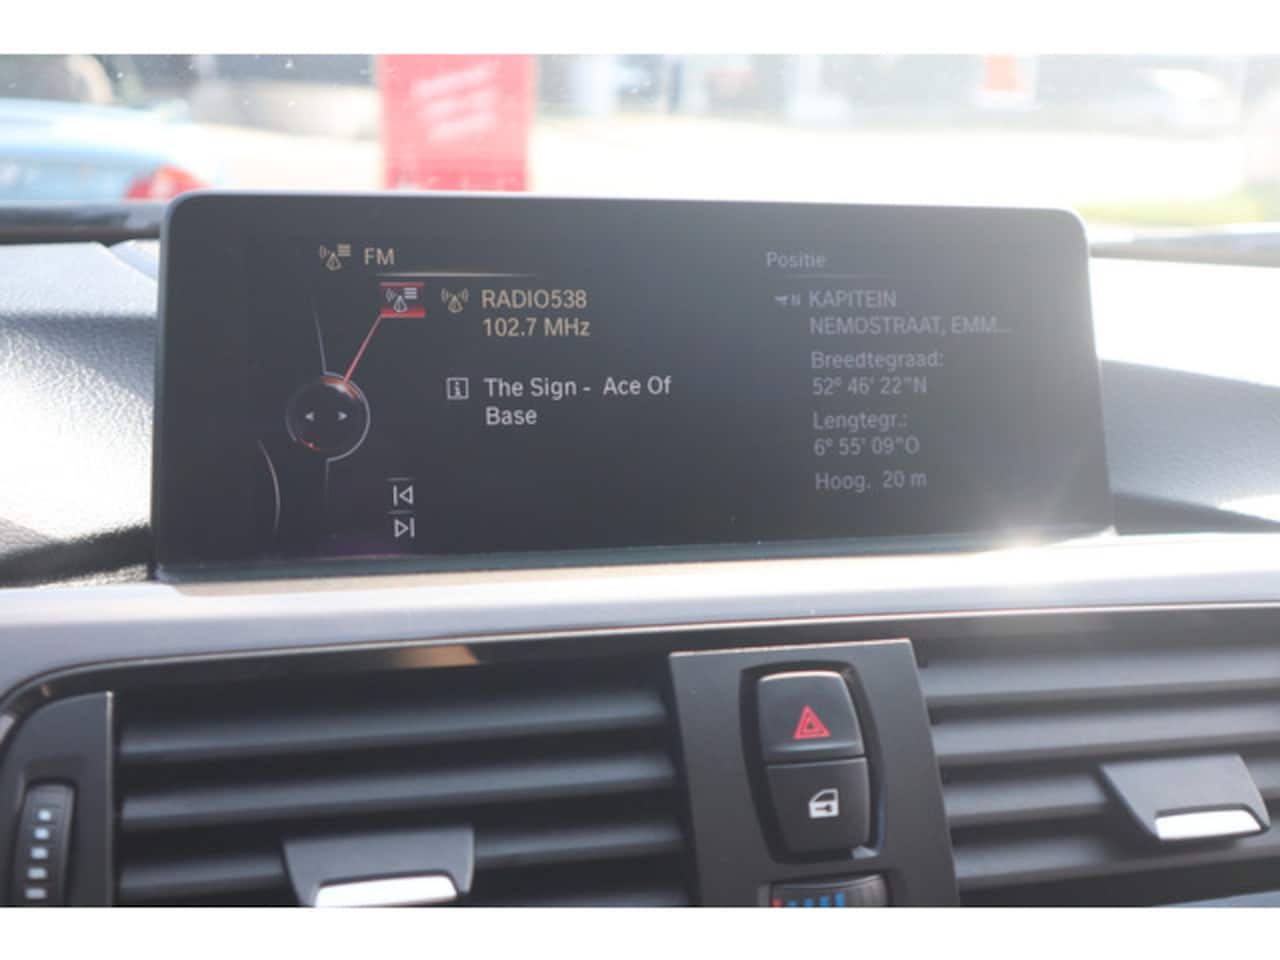 FM
RADIO538
102.7 MHz
The Sign - Ace Of
Base
Positie
KAPITEIN
NEMOSTRAAT, EMM...
Breedtegraad:
52° 46' 22"N
Lengtegr.:
6° 55' 09"O
Hoog. 20 m